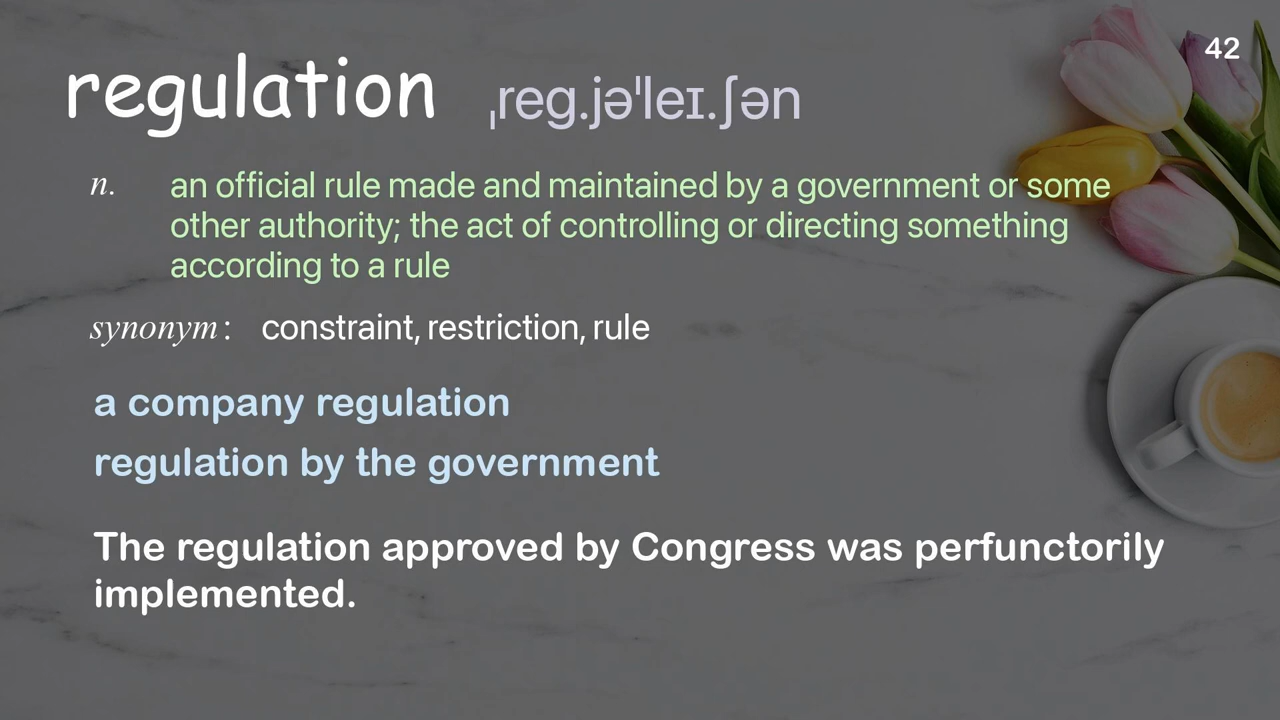 42
regulation ˌreg.jəˈleɪ.ʃən
n. an official rule made and maintained by a government or some
other authority; the act of controlling or directing something
according to a rule
synonym: constraint, restriction, rule
a company regulation
regulation by the government
The regulation approved by Congress was perfunctorily
implemented.